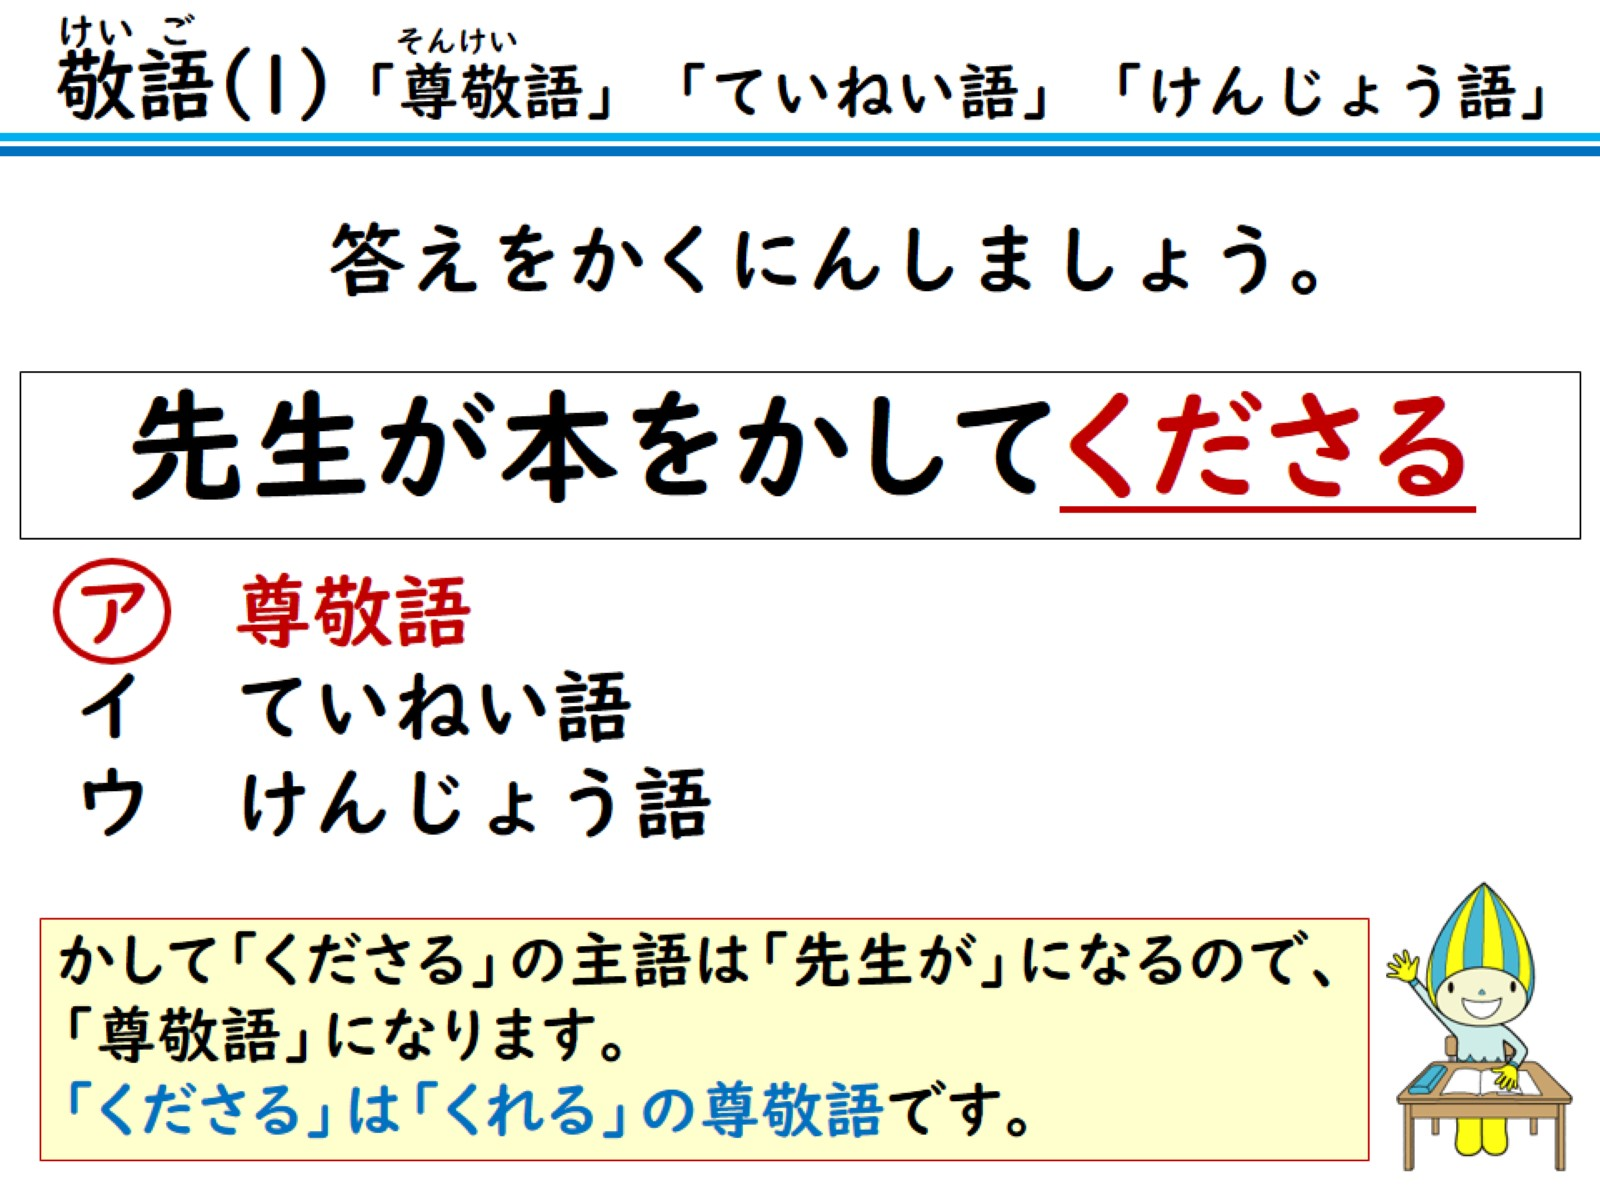 けいご そんけい
敬語(1)「尊敬語」「ていねい語」「けんじょう語」
答えをかくにんしましょう。
先生が本をかしてくださる
ア 尊敬語
イ ていねい語
ウ けんじょう語
かして「くださる」の主語は「先生が」になるので、
「尊敬語」になります。
「くださる」は「くれる」の尊敬語です。